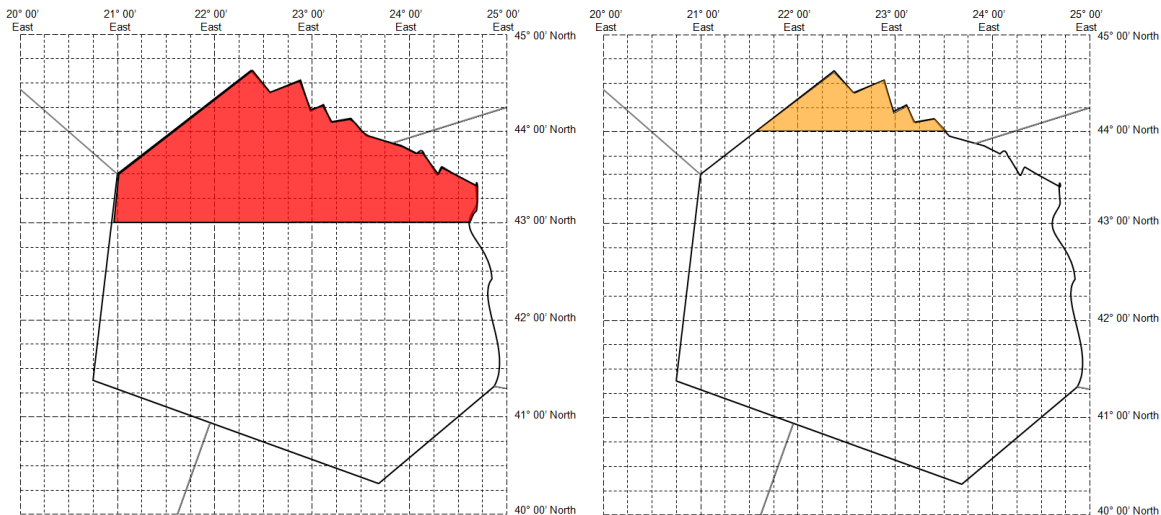 20° 00' East
21° 00' East
22° 00' East
23° 00' East
24° 00' East
25° 00' East
45° 00' North
44° 00' North
43° 00' North
42° 00' North
41° 00' North
40° 00' North
20° 00' East
21° 00' East
22° 00' East
23° 00' East
24° 00' East
25° 00' East
45° 00' North
44° 00' North
43° 00' North
42° 00' North
41° 00' North
40° 00' North